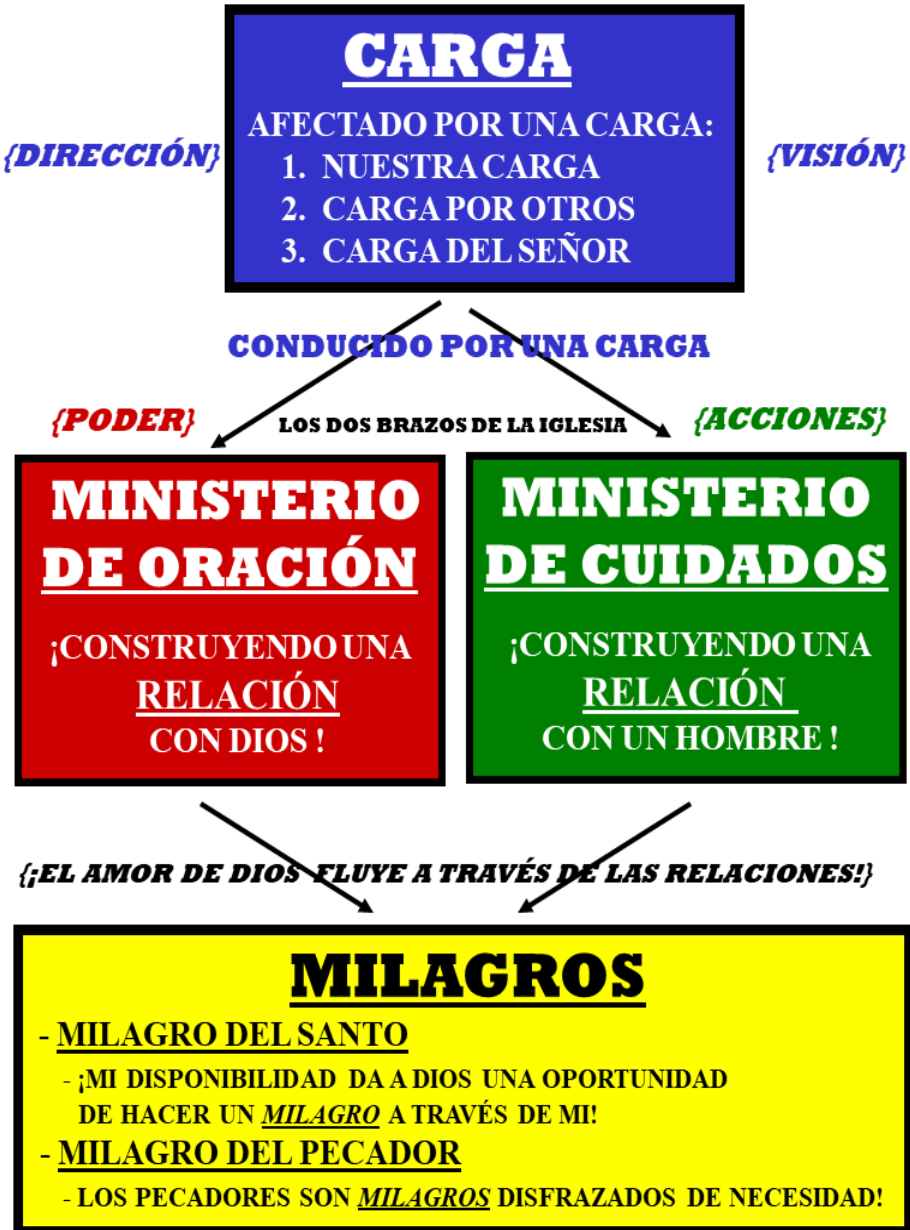 CARGA
AFECTADO POR UNA CARGA:
{DIRECCIÓN}
{VISIÓN}
1. NUESTRA CARGA
2. CARGA POR OTROS
3. CARGA DEL SEÑOR
CONDUCIDO POR UNA CARGA
{PODER}
LOS DOS BRAZOS DE LA IGLESIA
{ACCIONES}
MINISTERIO
DE ORACIÓN
¡CONSTRUYENDO UNA
RELACIÓN
CON DIOS !
MINISTERIO
DE CUIDADOS
¡CONSTRUYENDO UNA
RELACIÓN
CON UN HOMBRE !
{¡EL AMOR DE DIOS FLUYE A TRAVÉS DE LAS RELACIONES!}
MILAGROS
- MILAGRO DEL SANTO
- ¡MI DISPONIBILIDAD DA A DIOS UNA OPORTUNIDAD
DE HACER UN MILAGRO A TRAVÉS DE MI!
- MILAGRO DEL PECADOR
- LOS PECADORES SON MILAGROS DISFRAZADOS DE NECESIDAD!